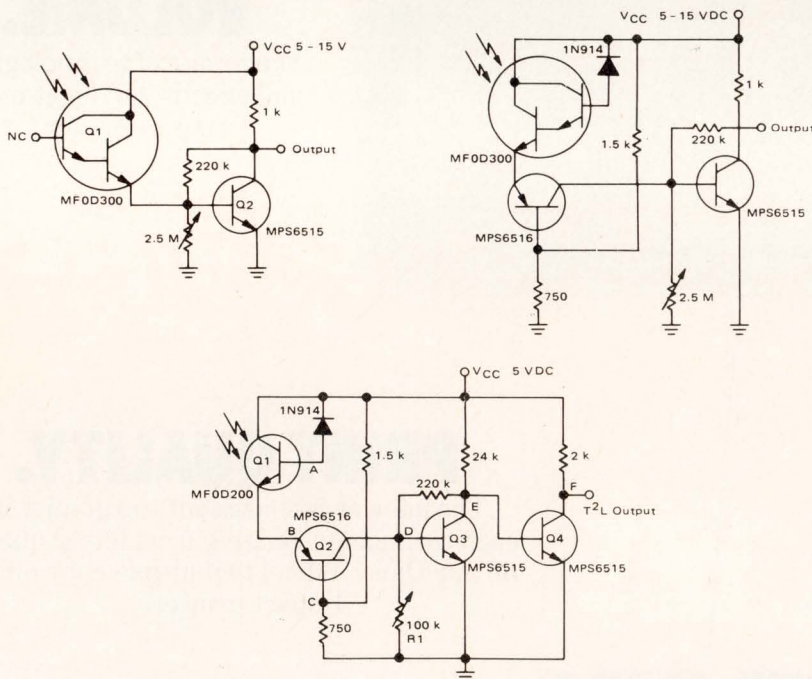 VCC 5-15 V
1 k
NC
Q1
Output
220 k
MF0D300
Q2
2.5 M
MPS6515
VCC 5-15 VDC
1N914
1 k
Output
1.5 k
220 k
MF0D300
MPS6515
MPS6516
750
2.5 M
VCC 5 VDC
1N914
1.5 k
24 k
2 k
Q1
A
220 k
F
E
T²L Output
MF0D200
MPS6516
B
D
Q2
Q3
Q4
MPS6515
MPS6515
C
750
100 k
R1